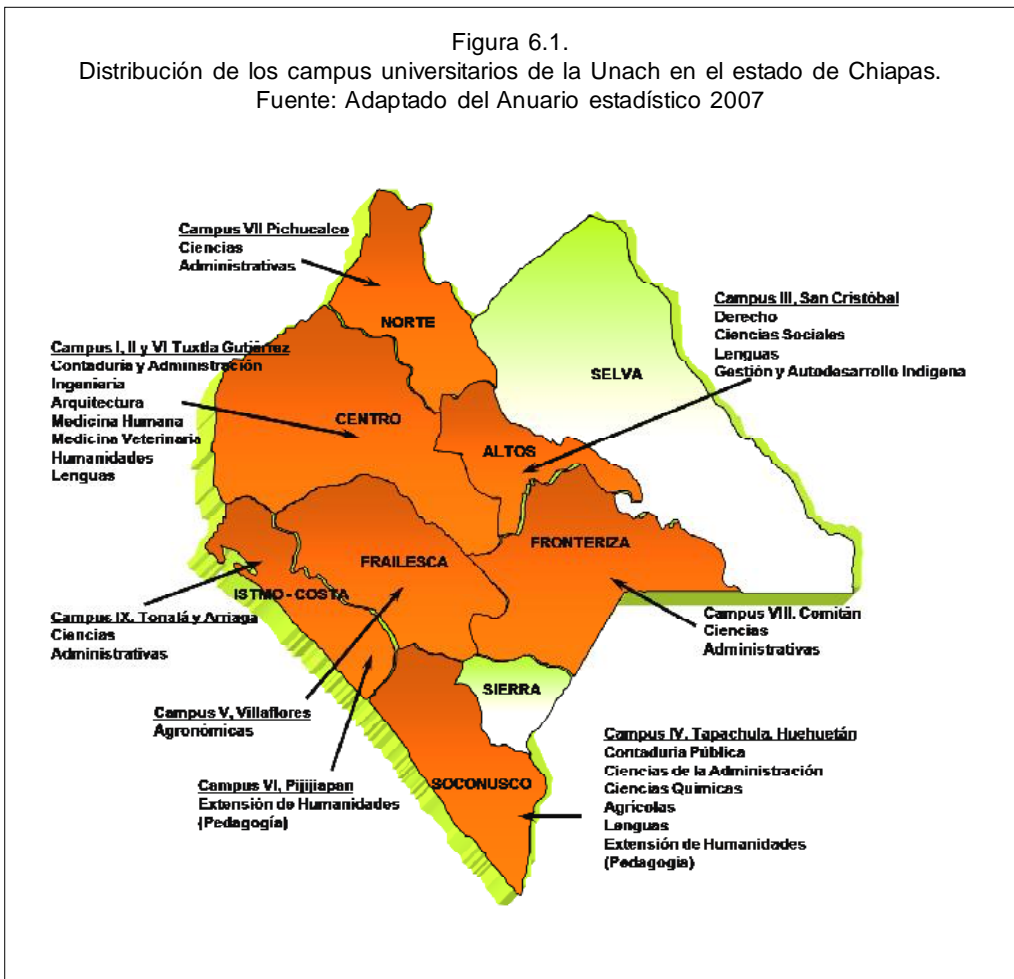 Figura 6.1.
Distribución de los campus universitarios de la Unach en el estado de Chiapas.
Fuente: Adaptado del Anuario estadístico 2007
Campus VII Pichucalco
Ciencias
Administrativas
NORTE
Campus III, San Cristóbal
Derecho
Ciencias Sociales
Lenguas
Gestión y Autodesarrollo Indígena
SELVA
Campus I, II y VI Tuxtla Gutiérrez
Contaduría y Administración
Ingeniería
Arquitectura
Medicina Humana
Medicina Veterinaria
Humanidades
Lenguas
CENTRO
ALTOS
FRONTERIZA
FRAILESCA
ISTMO - COSTA
Campus IX. Tonalá y Arriaga
Ciencias
Administrativas
Campus VIII. Comitán
Ciencias
Administrativas
SIERRA
Campus V, Villaflores
Agronómicas
Campus VI, Pijijiapan
Extensión de Humanidades
(Pedagogía)
SOCONUSCO
Campus IV. Tapachula. Huehuetán
Contaduría Pública
Ciencias de la Administración
Ciencias Químicas
Agrícolas
Lenguas
Extensión de Humanidades
(Pedagogía)